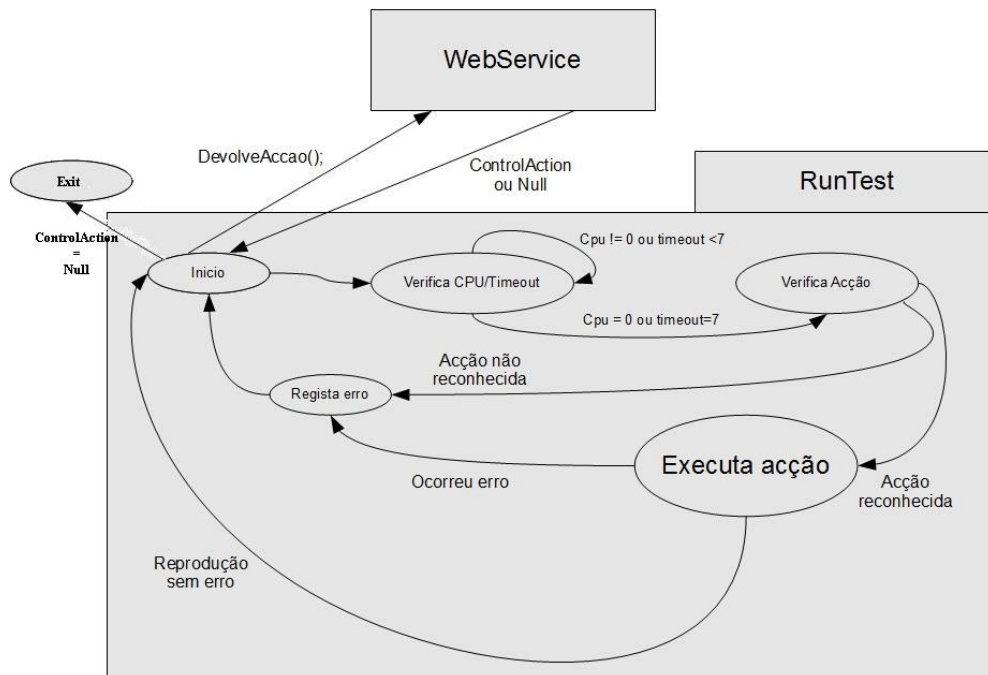 WebService
DevolveAccao();
ControlAction
ou Null
RunTest
Exit
ControlAction
=
Null
Inicio
Cpu != 0 ou timeout <7
Verifica CPU/Timeout
Verifica Acção
Cpu = 0 ou timeout=7
Acção não
reconhecida
Regista erro
Executa acção
Ocorreu erro
Acção
reconhecida
Reprodução
sem erro